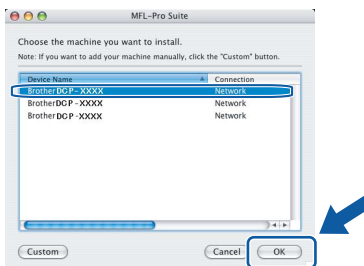 MFL-Pro Suite
Choose the machine you want to install.
Note: If you want to add your machine manually, click the "Custom" button.
Device Name Connection
Brother DCP-XXXX Network
Brother DCP-XXXX Network
Brother DCP-XXXX Network
Custom Cancel OK